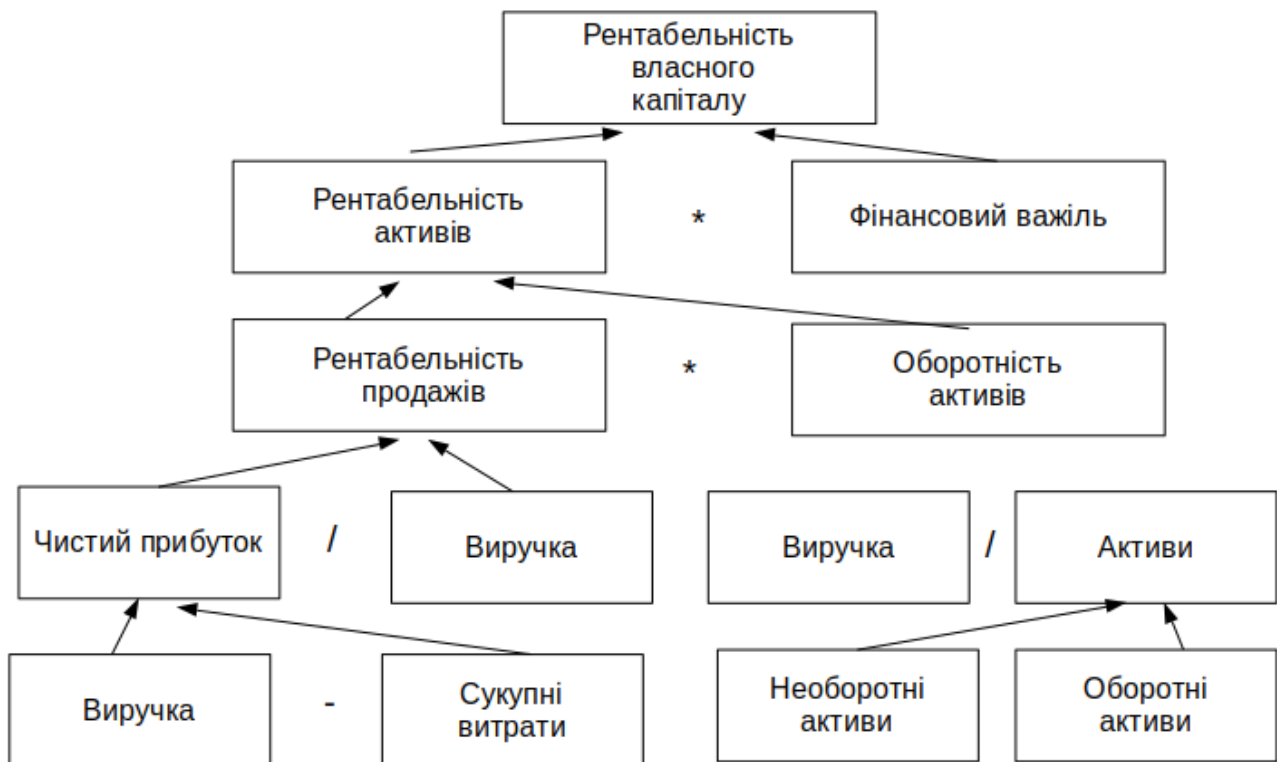 Рентабельність
власного
капіталу
Рентабельність
активів
*
Фінансовий важіль
Рентабельність
продажів
*
Оборотність
активів
Чистий прибуток
/
Виручка
Виручка
/
Активи
Виручка
-
Сукупні
витрати
Необоротні
активи
Оборотні
активи